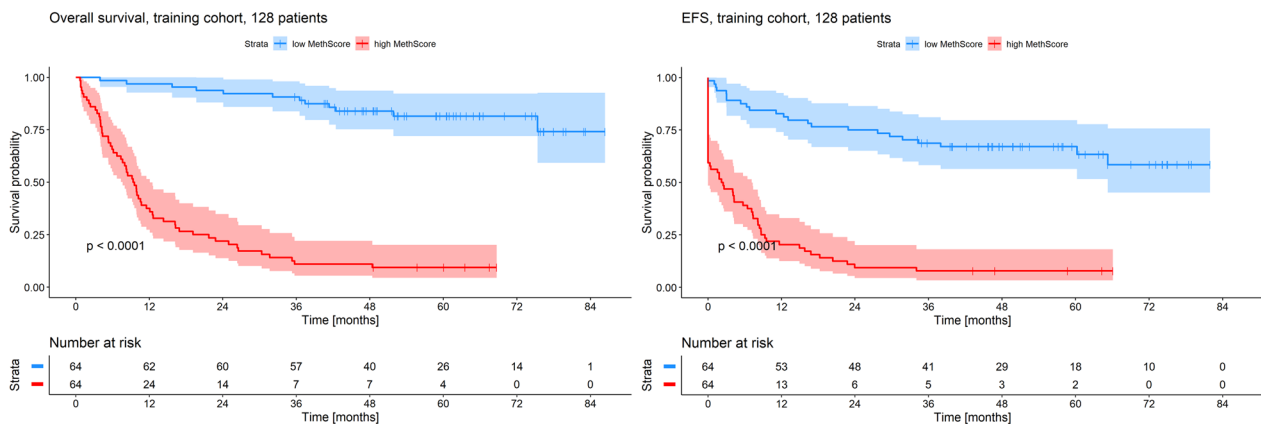 Overall survival, training cohort, 128 patients
Strata low MethScore high MethScore
1.00
0.75
0.50
0.25
0.00
Survival probability
p < 0.0001
0 12 24 36 48 60 72 84
Time [months]
Number at risk
Strata
64 62 60 57 40 26 14 1
64 24 14 7 7 4 0 0
0 12 24 36 48 60 72 84
Time [months]
EFS, training cohort, 128 patients
Strata low MethScore high MethScore
1.00
0.75
0.50
0.25
0.00
Survival probability
p < 0.0001
0 12 24 36 48 60 72 84
Time [months]
Number at risk
Strata
64 53 48 41 29 18 10 0
64 13 6 5 3 2 0 0
0 12 24 36 48 60 72 84
Time [months]